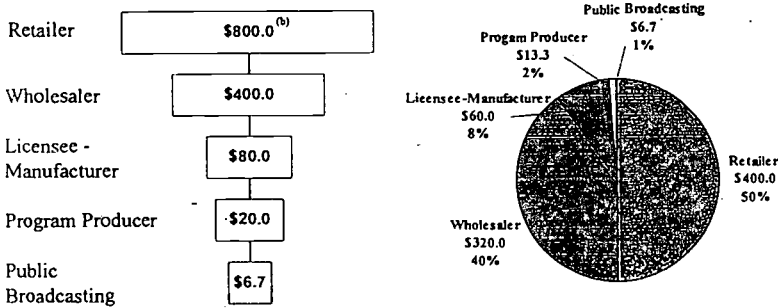 Retailer
$800.0(b)
Wholesaler
$400.0
Licensee -
Manufacturer
$80.0
Program Producer
$20.0
Public
Broadcasting
$6.7
Public Broadcasting
$6.7
1%
Progam Producer
$13.3
2%
Licensee-Manufacturer
$60.0
8%
Retailer
$400.0
50%
Wholesaler
$320.0
40%